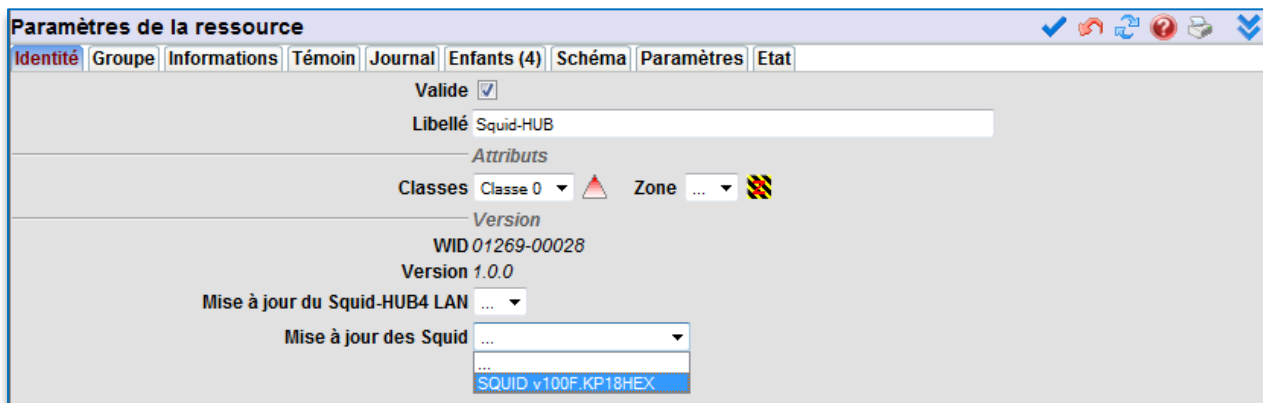 Paramètres de la ressource
Identité Groupe Informations Témoin Journal Enfants (4) Schéma Paramètres Etat
Valide
Libellé Squid-HUB
Attributs
Classes Classe 0 Zone ...
Version
WID 01269-00028
Version 1.0.0
Mise à jour du Squid-HUB4 LAN ...
Mise à jour des Squid ...
...
SQUID v100F.KP18HEX